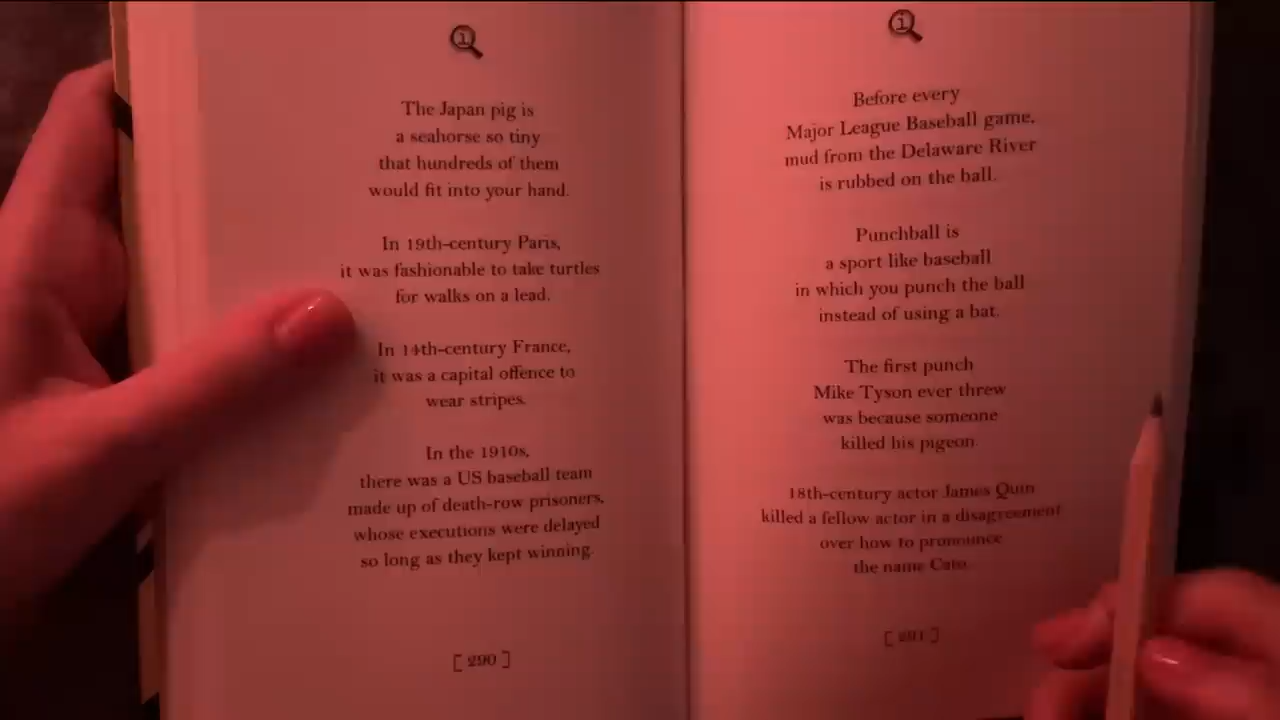 The Japan pig is
a seahorse so tiny
that hundreds of them
would fit into your hand.
In 19th-century Paris,
it was fashionable to take turtles
for walks on a lead.
In 14th-century France,
it was a capital offence to
wear stripes.
In the 1910s,
there was a US baseball team
made up of death-row prisoners,
whose executions were delayed
so long as they kept winning.
[ 290 ]
Before every
Major League Baseball game,
mud from the Delaware River
is rubbed on the ball.
Punchball is
a sport like baseball
in which you punch the ball
instead of using a bat.
The first punch
Mike Tyson ever threw
was because someone
killed his pigeon.
18th-century actor James Quin
killed a fellow actor in a disagreement
over how to pronounce
the name Cato.
[ 291 ]